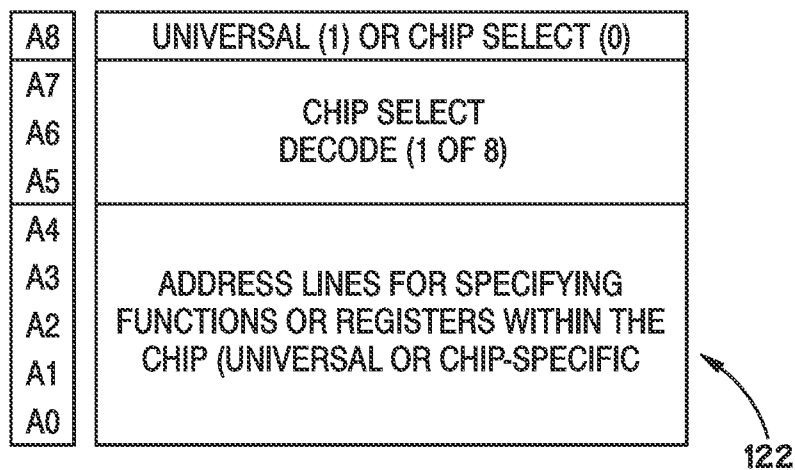 A8 UNIVERSAL (1) OR CHIP SELECT (0)
A7
A6
A5
CHIP SELECT
DECODE (1 OF 8)
A4
A3
A2
A1
A0
ADDRESS LINES FOR SPECIFYING
FUNCTIONS OR REGISTERS WITHIN THE
CHIP (UNIVERSAL OR CHIP-SPECIFIC
122